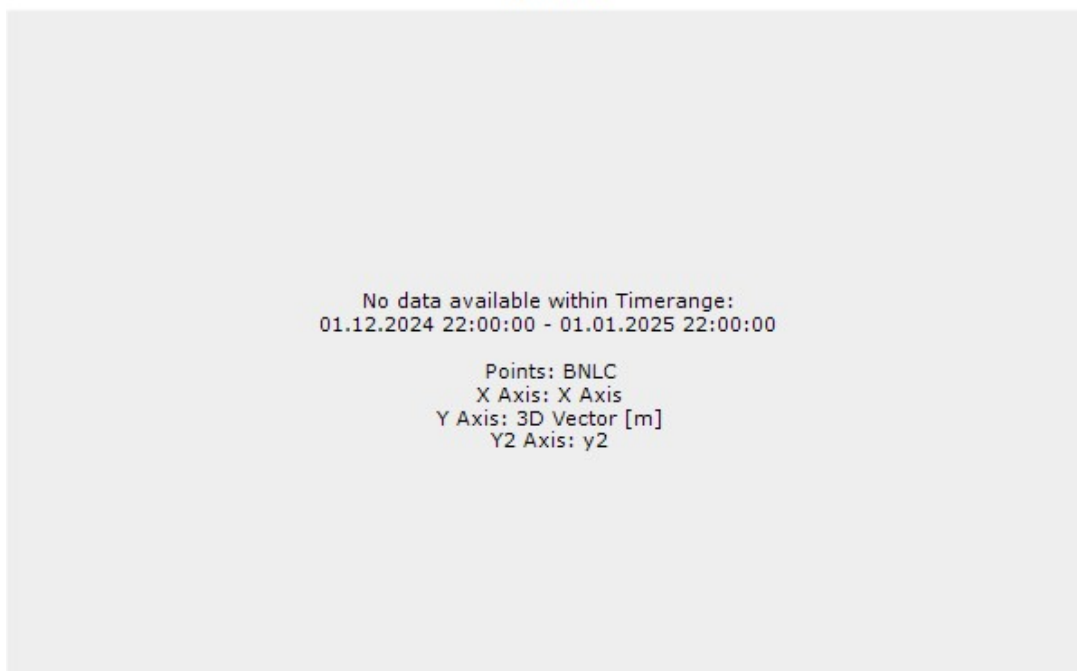 No data available within Timerange:
01.12.2024 22:00:00 - 01.01.2025 22:00:00
Points: BNLC
X Axis: X Axis
Y Axis: 3D Vector [m]
Y2 Axis: y2